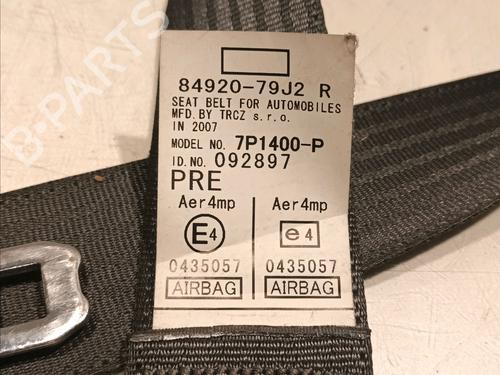 B-PARTS
84920-79J2 R
SEAT BELT FOR AUTOMOBILES
MFD.BY TRCZ s.r.o.
IN 2007
MODEL NO. 7P1400-P
ID.NO. 092897
PRE
Aer4mp Aer4mp
E4 e4
0435057 0435057
AIRBAG AIRBAG